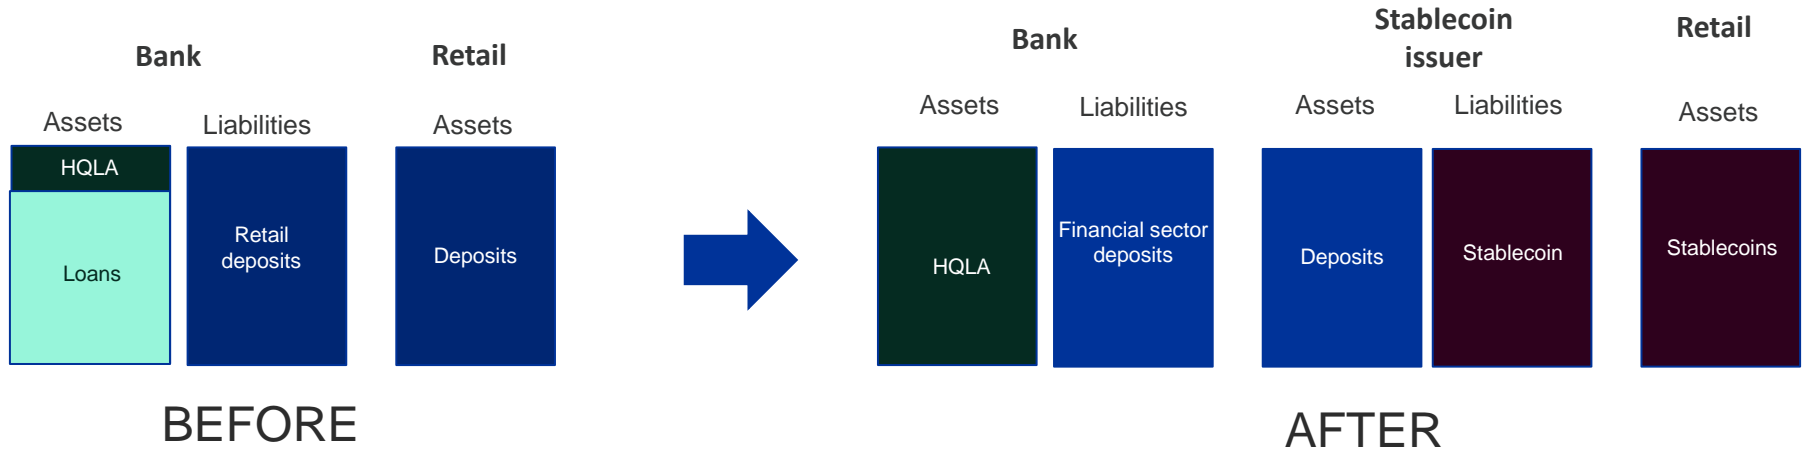 Bank
Retail
Assets
Liabilities
Assets
HQLA
Loans
Retail
deposits
Deposits
BEFORE
Bank
Stablecoin
issuer
Retail
Assets
Liabilities
Assets
Liabilities
Assets
HQLA
Financial sector
deposits
Deposits
Stablecoin
Stablecoins
AFTER